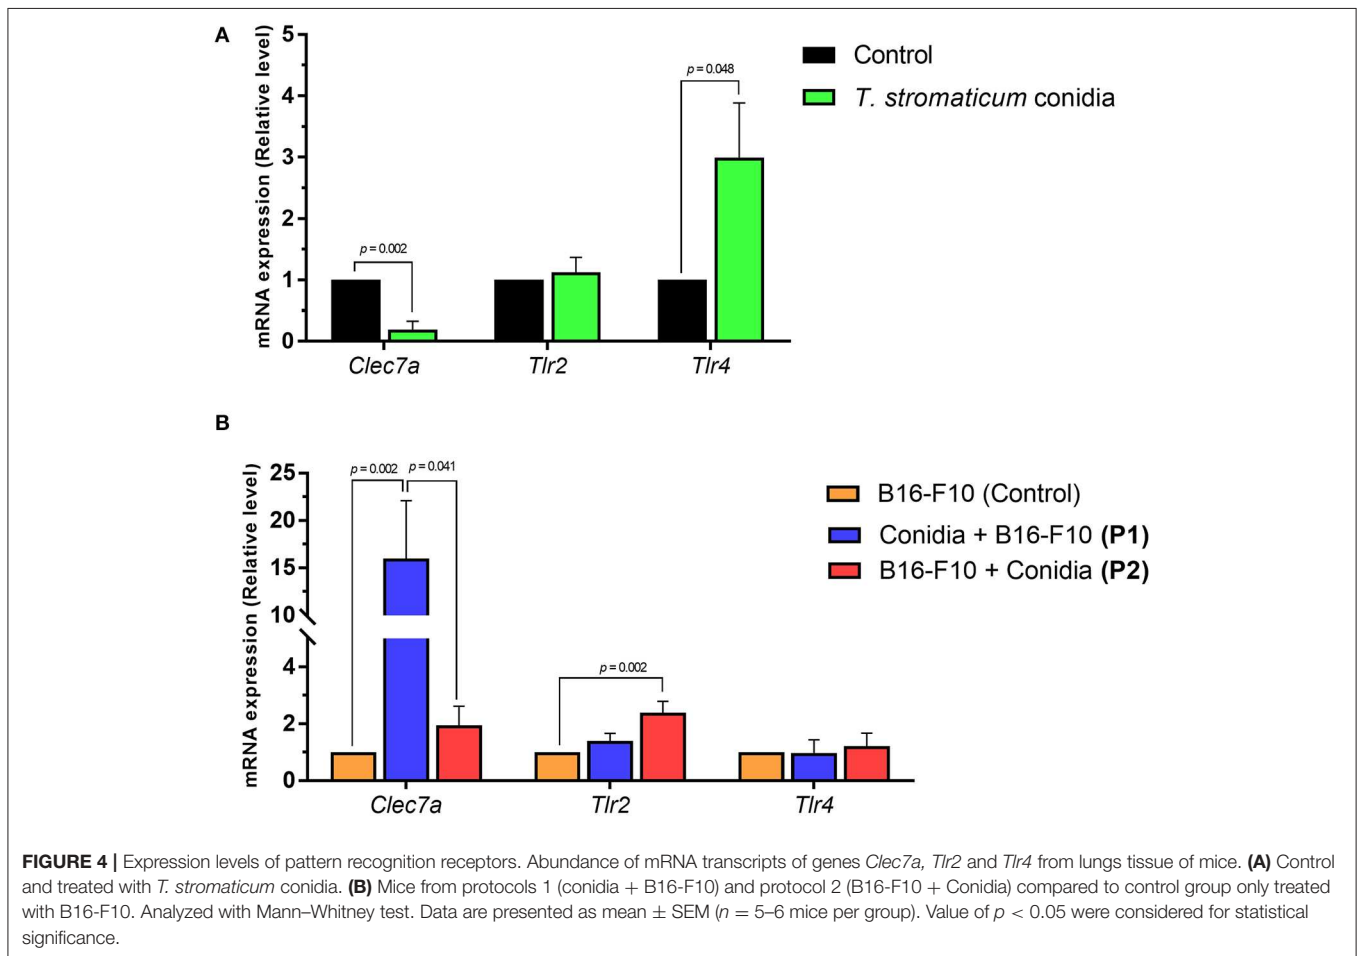 A
mRNA expression (Relative level)
5
4
3
2
1
0
p = 0.002
p = 0.048
Clec7a
Tlr2
Tlr4
Control
T. stromaticum conidia
B
mRNA expression (Relative level)
25
20
15
10
4
2
0
p = 0.002
p = 0.041
p = 0.002
Clec7a
Tlr2
Tlr4
B16-F10 (Control)
Conidia + B16-F10 (P1)
B16-F10 + Conidia (P2)
FIGURE 4 | Expression levels of pattern recognition receptors. Abundance of mRNA transcripts of genes Clec7a, Tlr2 and Tlr4 from lungs tissue of mice. (A) Control
and treated with T. stromaticum conidia. (B) Mice from protocols 1 (conidia + B16-F10) and protocol 2 (B16-F10 + Conidia) compared to control group only treated
with B16-F10. Analyzed with Mann–Whitney test. Data are presented as mean ± SEM (n = 5–6 mice per group). Value of p < 0.05 were considered for statistical
significance.